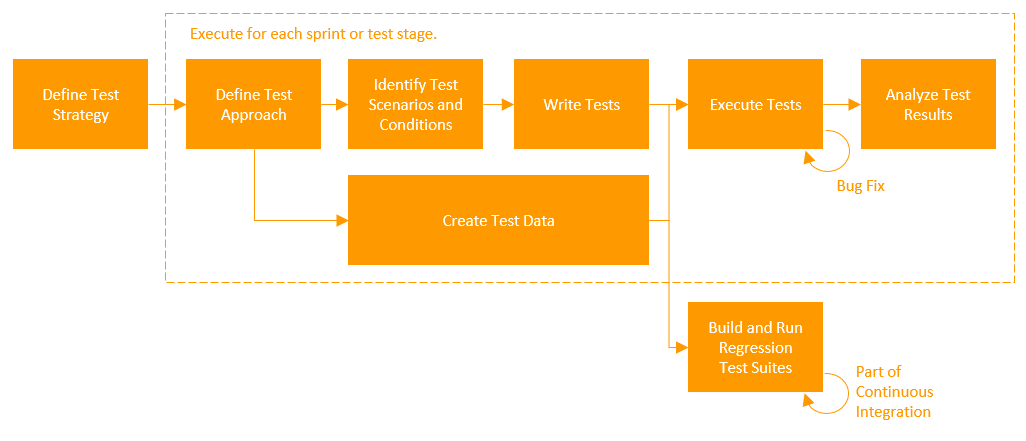 Execute for each sprint or test stage.
Define Test
Strategy
Define Test
Approach
Identify Test
Scenarios and
Conditions
Write Tests
Execute Tests
Analyze Test
Results
Bug Fix
Create Test Data
Build and Run
Regression
Test Suites
Part of
Continuous
Integration